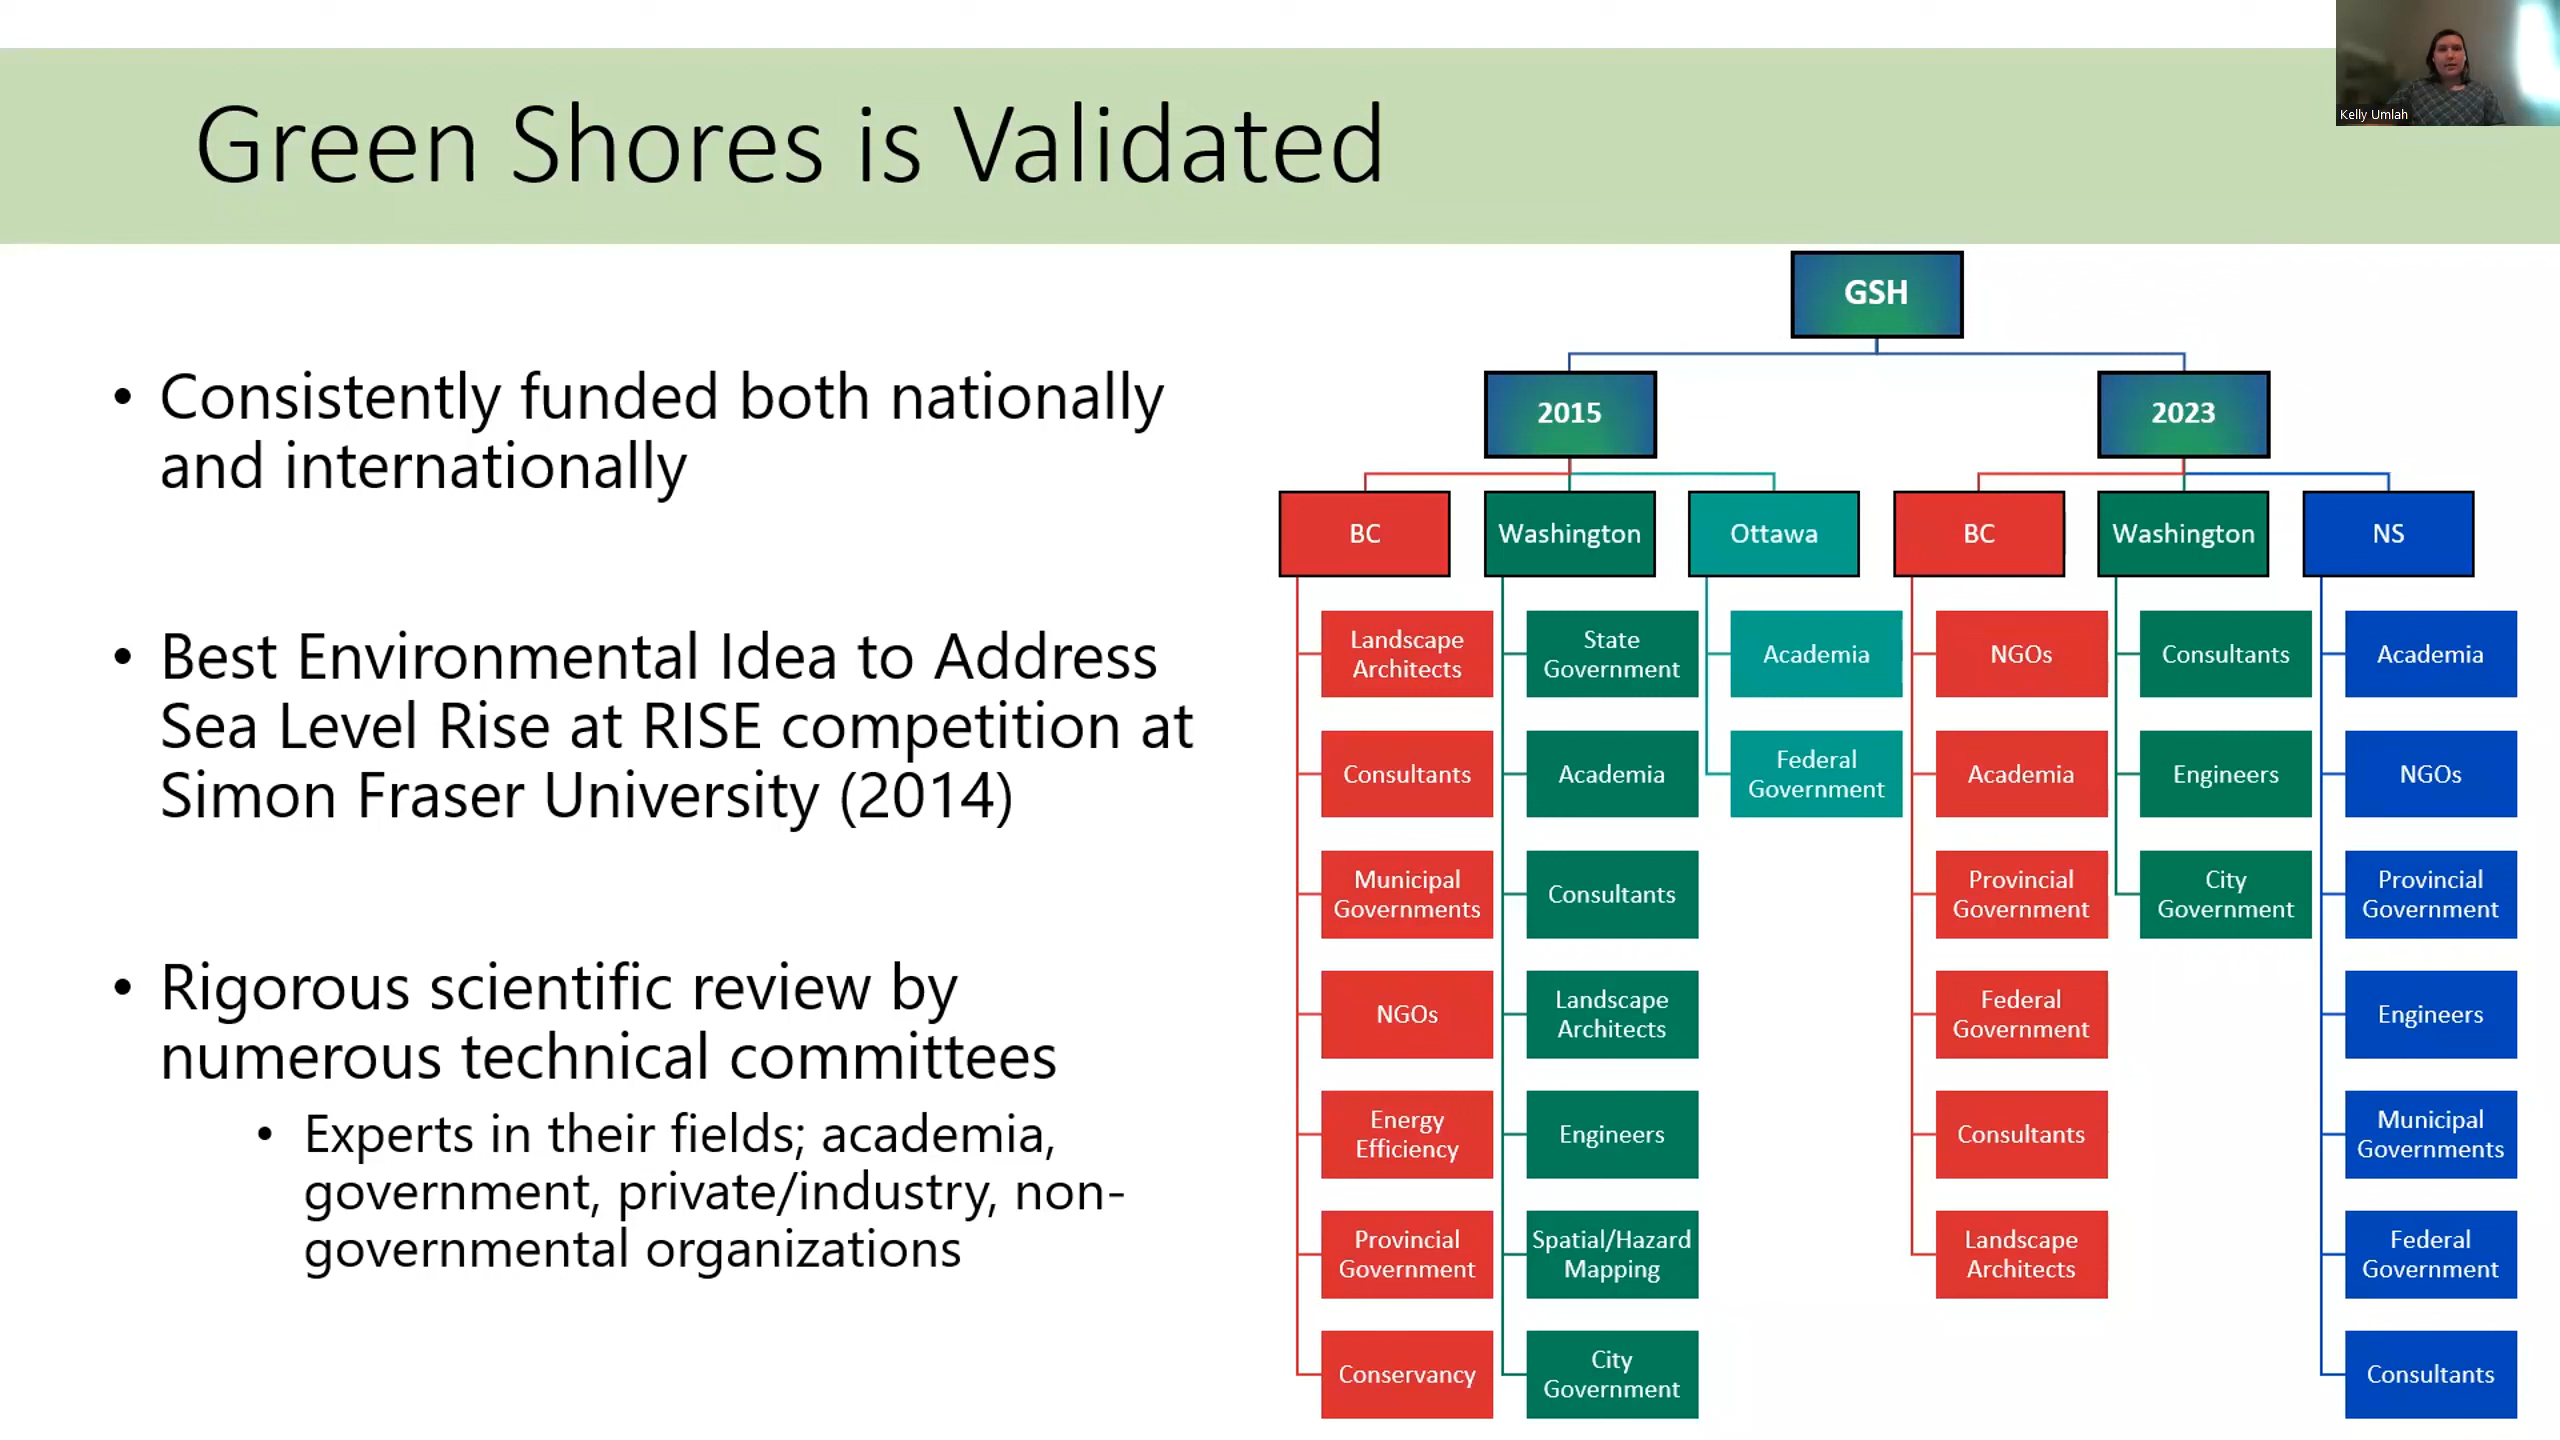 Green Shores is Validated
Kelly Umlah
• Consistently funded both nationally
and internationally
• Best Environmental Idea to Address
Sea Level Rise at RISE competition at
Simon Fraser University (2014)
• Rigorous scientific review by
numerous technical committees
• Experts in their fields; academia,
government, private/industry, non-
governmental organizations
GSH
2015
2023
BC
Washington
Ottawa
BC
Washington
NS
Landscape
Architects
Consultants
Municipal
Governments
NGOs
Energy
Efficiency
Provincial
Government
Conservancy
State
Government
Academia
Consultants
Landscape
Architects
Engineers
Spatial/Hazard
Mapping
City
Government
Academia
Federal
Government
NGOs
Academia
Provincial
Government
Federal
Government
Consultants
Landscape
Architects
Consultants
Engineers
City
Government
Academia
NGOs
Provincial
Government
Engineers
Municipal
Governments
Federal
Government
Consultants